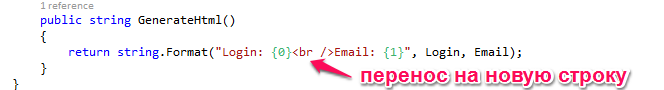 1 reference
public string GenerateHtml()
{
return string.Format("Login: {0}<br />Email: {1}", Login, Email);
}
перенос на новую строку
}